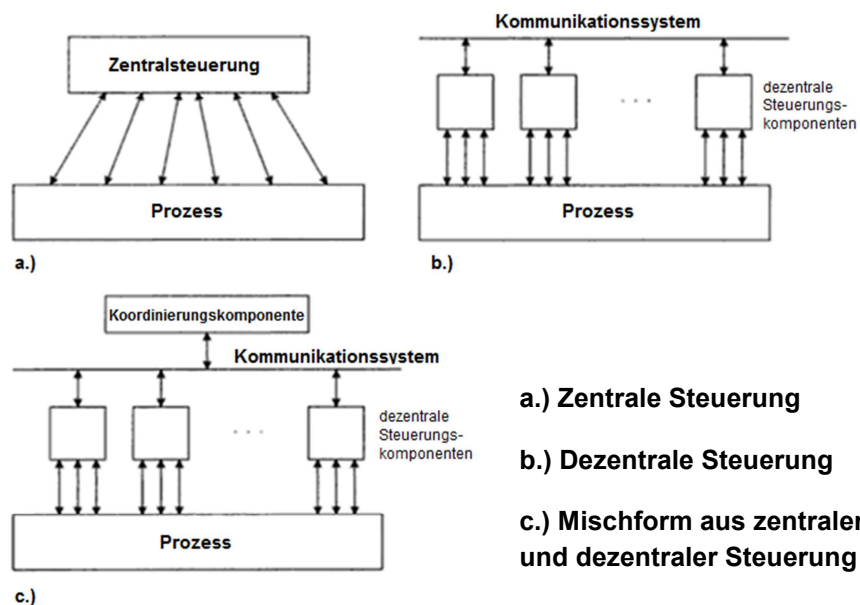 Zentralsteuerung
Prozess
a.)
Kommunikationssystem
dezentrale
Steuerungs-
komponenten
Prozess
b.)
Koordinierungskomponente
Kommunikationssystem
dezentrale
Steuerungs-
komponenten
Prozess
c.)
a.) Zentrale Steuerung
b.) Dezentrale Steuerung
c.) Mischform aus zentraler
und dezentraler Steuerung